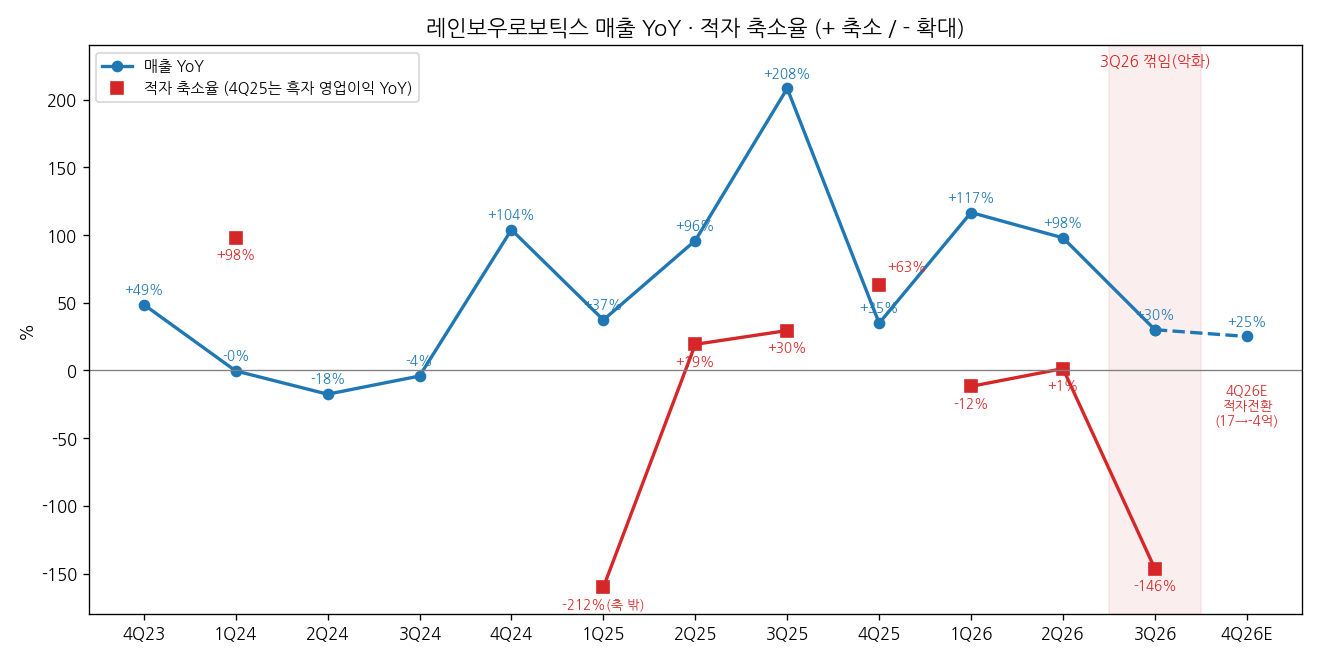 레인보우로보틱스 매출 YoY · 적자 축소율 (+ 축소 / - 확대)
매출 YoY
적자 축소율 (4Q25는 흑자 영업이익 YoY)
3Q26 꺾임(악화)
%
200
150
100
50
0
-50
-100
-150
+49%
-0%
-18%
-4%
+104%
+37%
+96%
+208%
+35%
+117%
+98%
+30%
+25%
+98%
-212%(축 밖)
+19%
+30%
+63%
-12%
+1%
-146%
4Q26E
적자전환
(17→-4억)
4Q23
1Q24
2Q24
3Q24
4Q24
1Q25
2Q25
3Q25
4Q25
1Q26
2Q26
3Q26
4Q26E